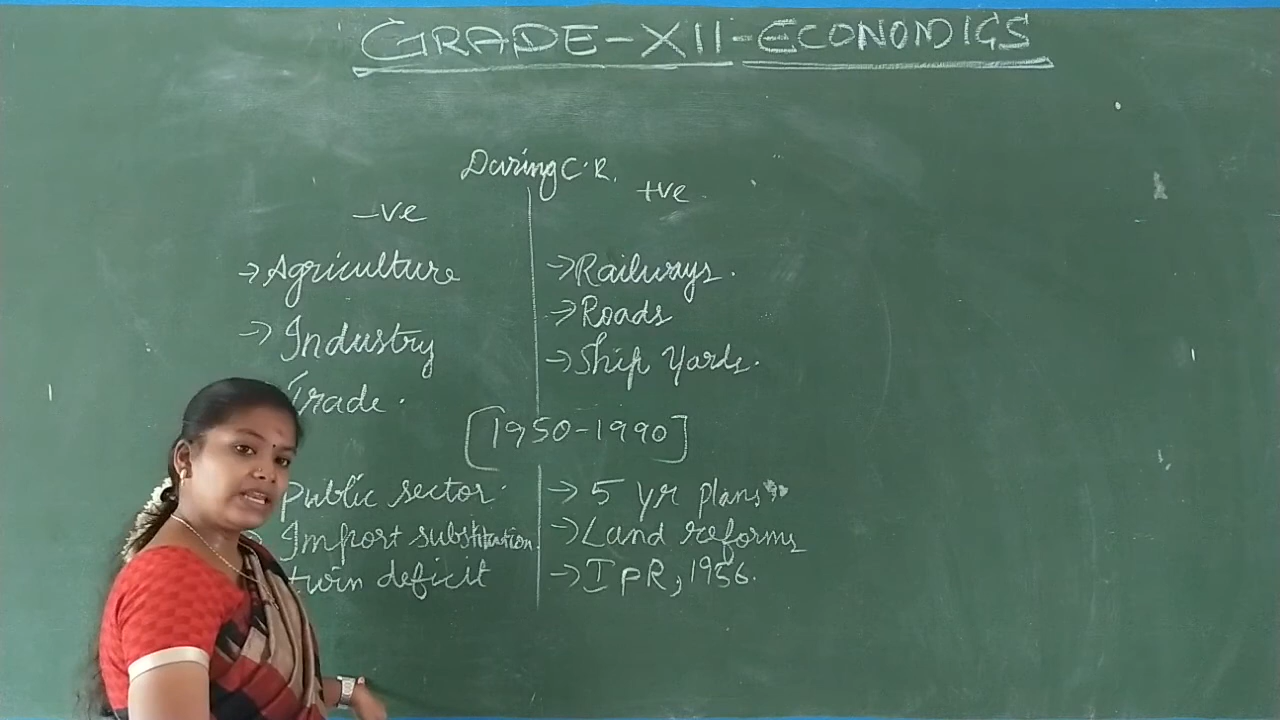 GRADE-XII-ECONOMICS
During C.R.
-ve
+ve
→Agriculture
→Industry
Trade.
→Railways.
→Roads
→Ship Yards.
[1950-1990]
Public sector.
Import substitution
twin deficit
→5 yr plans
→Land reforms
→IPR, 1956.